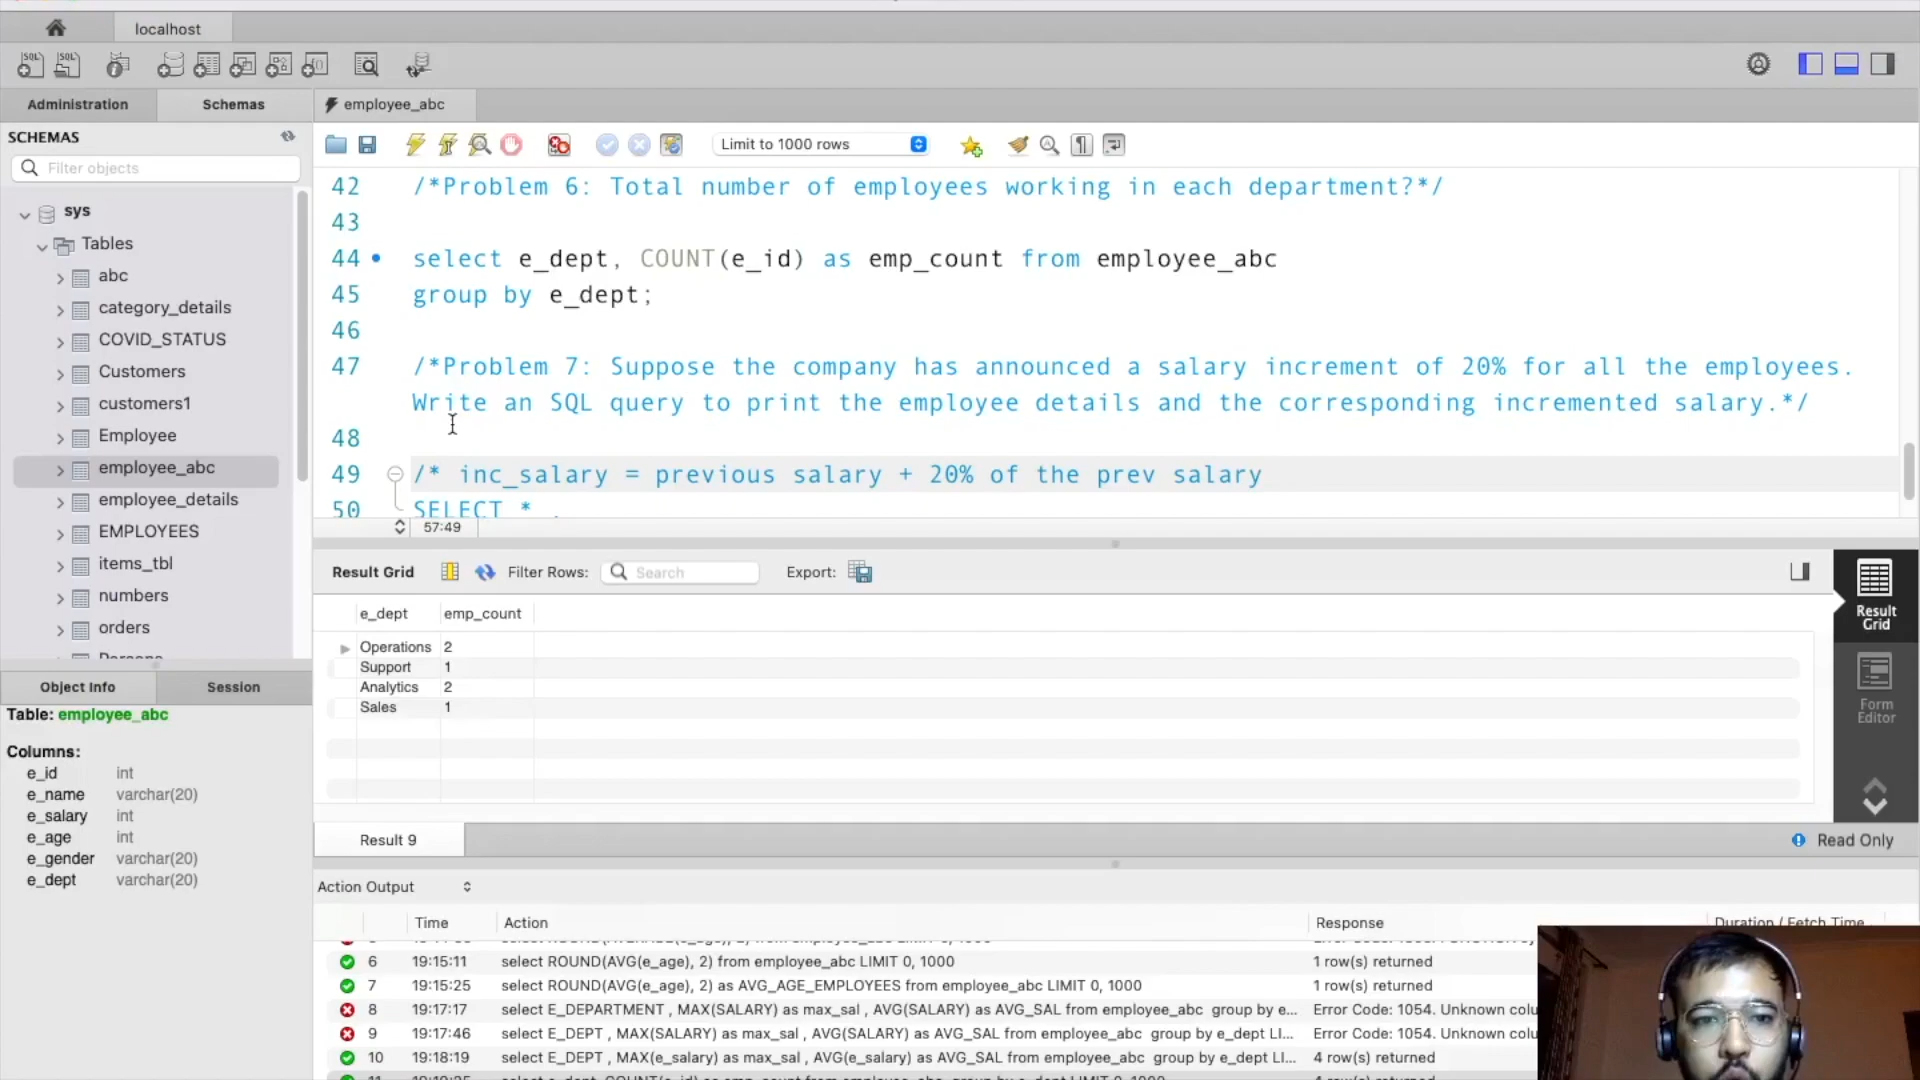 localhost
Administration
Schemas
employee_abc
SCHEMAS
Filter objects
Limit to 1000 rows
sys
Tables
abc
category_details
COVID_STATUS
Customers
customers1
Employee
employee_abc
employee_details
EMPLOYEES
items_tbl
numbers
orders
42 /*Problem 6: Total number of employees working in each department?*/
43
44 select e_dept, COUNT(e_id) as emp_count from employee_abc
45 group by e_dept;
46
47 /*Problem 7: Suppose the company has announced a salary increment of 20% for all the employees.
Write an SQL query to print the employee details and the corresponding incremented salary.*/
48
49 /* inc_salary = previous salary + 20% of the prev salary
50 SELECT * ,
57:49
Result Grid
Filter Rows:
Search
Export:
e_dept emp_count
Operations 2
Support 1
Analytics 2
Sales 1
Result Grid
Form Editor
Result 9
Read Only
Object Info
Session
Table: employee_abc
Columns:
e_id int
e_name varchar(20)
e_salary int
e_age int
e_gender varchar(20)
e_dept varchar(20)
Action Output
Time Action Response Duration / Fetch Time
6 19:15:11 select ROUND(AVG(e_age), 2) from employee_abc LIMIT 0, 1000 1 row(s) returned
7 19:15:25 select ROUND(AVG(e_age), 2) as AVG_AGE_EMPLOYEES from employee_abc LIMIT 0, 1000 1 row(s) returned
8 19:17:17 select E_DEPARTMENT , MAX(SALARY) as max_sal , AVG(SALARY) as AVG_SAL from employee_abc group by e... Error Code: 1054. Unknown colu
9 19:17:46 select E_DEPT , MAX(SALARY) as max_sal , AVG(SALARY) as AVG_SAL from employee_abc group by e_dept LI... Error Code: 1054. Unknown colu
10 19:18:19 select E_DEPT , MAX(e_salary) as max_sal , AVG(e_salary) as AVG_SAL from employee_abc group by e_dept LI... 4 row(s) returned